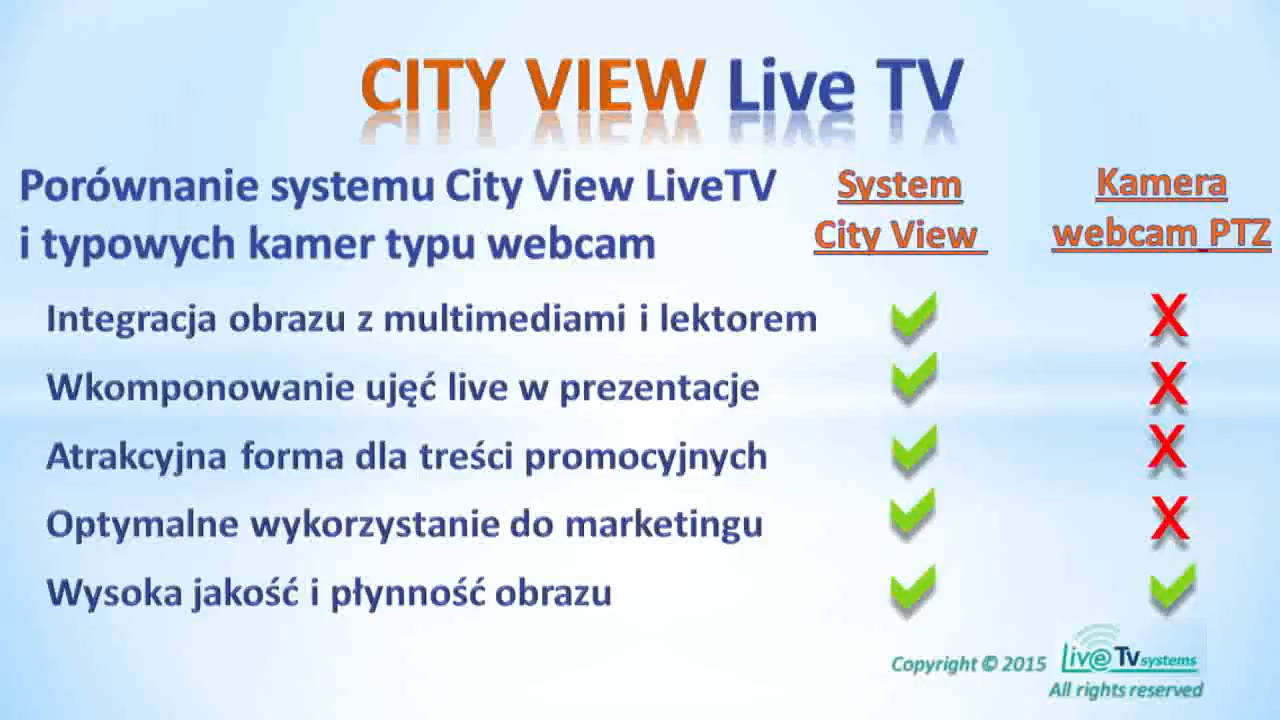 CITY VIEW Live TV
Porównanie systemu City View LiveTV
i typowych kamer typu webcam
System
City View
Kamera
webcam PTZ
Integracja obrazu z multimediami i lektorem
X
Wkomponowanie ujęć live w prezentacje
X
Atrakcyjna forma dla treści promocyjnych
X
Optymalne wykorzystanie do marketingu
X
Wysoka jakość i płynność obrazu
Copyright © 2015 Live TV systems
All rights reserved